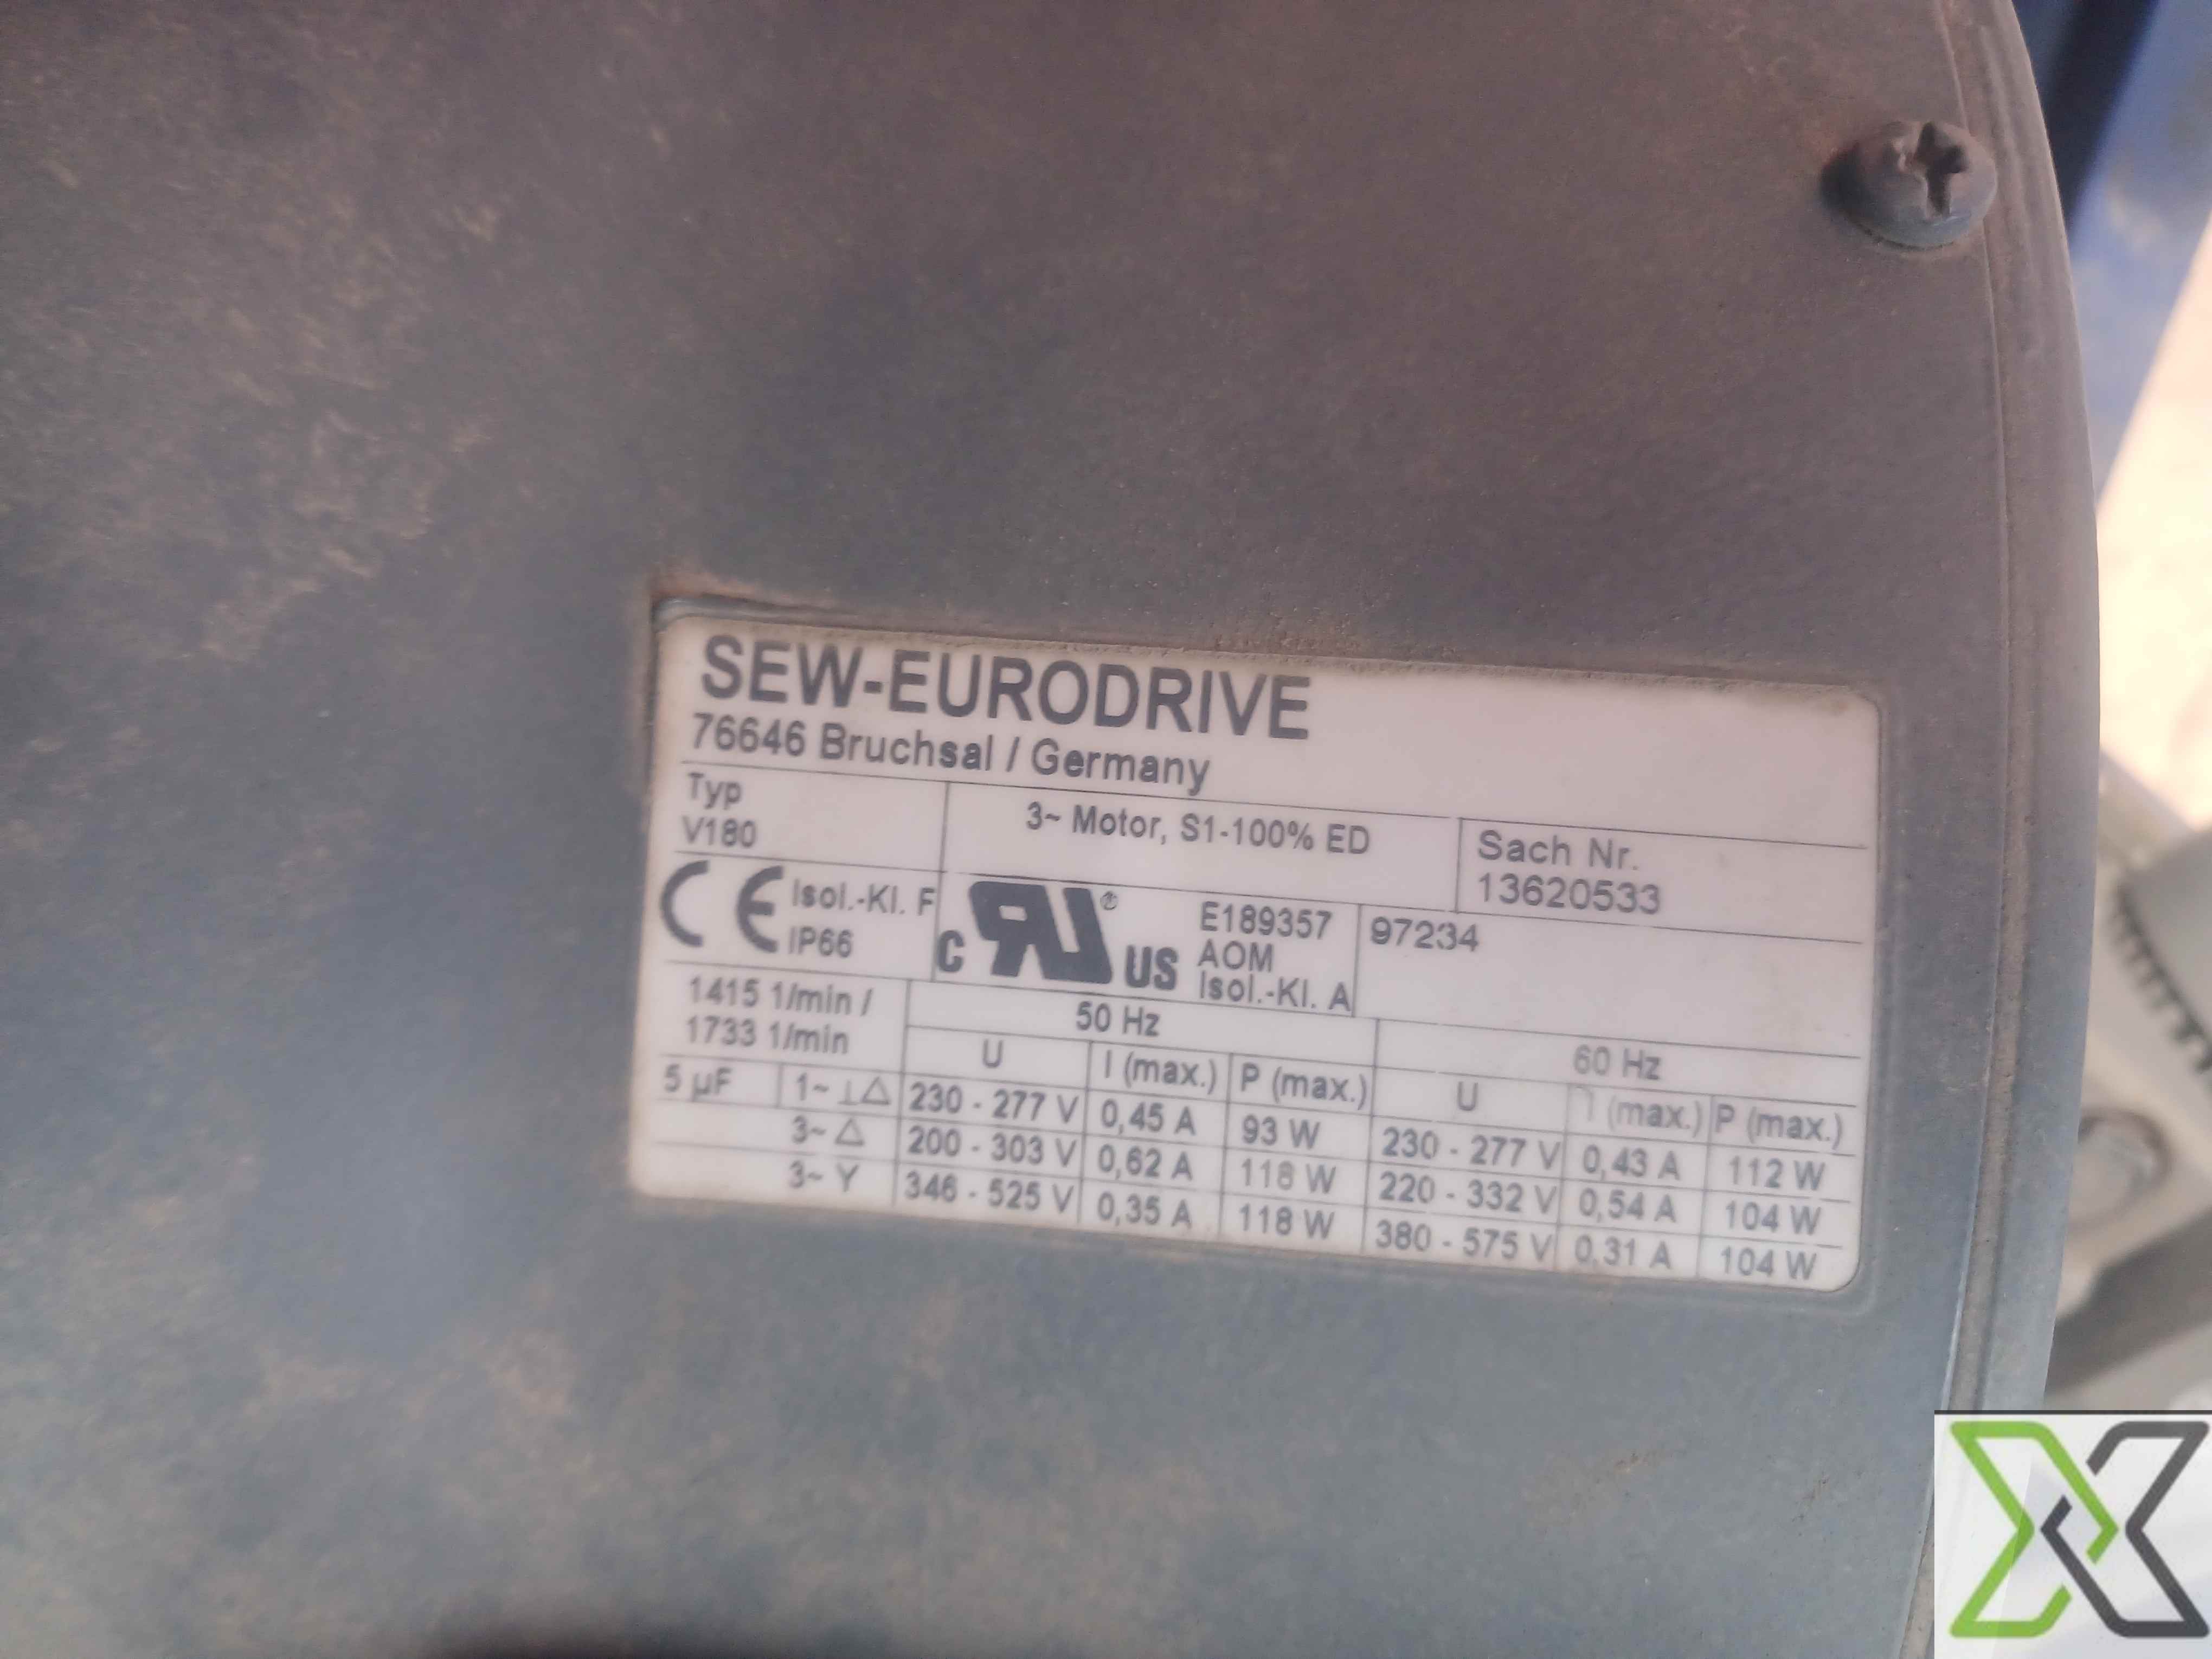 SEW-EURODRIVE
76646 Bruchsal / Germany
Typ
V180
3~ Motor, S1-100% ED
Sach Nr.
13620533
CE Isol.-Kl. F
IP66
c RU ® US
E189357
AOM
Isol.-Kl. A
97234
1415 1/min /
1733 1/min
50 Hz
60 Hz
U I (max.) P (max.) U I (max.) P (max.)
5 µF 1~ ⊥△ 230 - 277 V 0,45 A 93 W 230 - 277 V 0,43 A 112 W
3~ △ 200 - 303 V 0,62 A 118 W 220 - 332 V 0,54 A 104 W
3~ Y 346 - 525 V 0,35 A 118 W 380 - 575 V 0,31 A 104 W